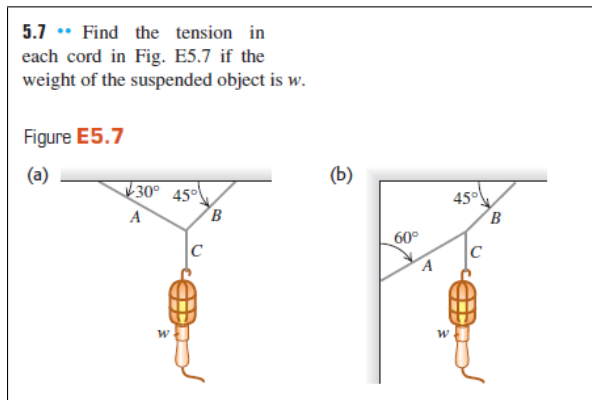 5.7 •• Find the tension in
each cord in Fig. E5.7 if the
weight of the suspended object is w.
Figure E5.7
(a)
30° 45°
A B
C
w
(b)
45°
B
60°
A C
w